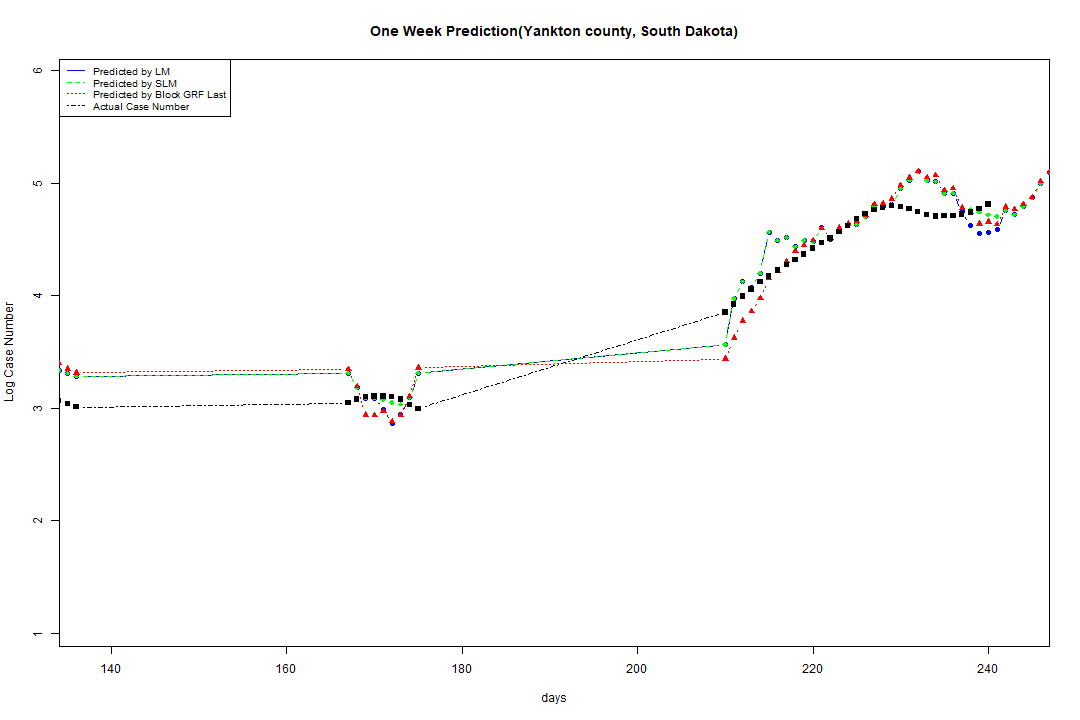 One Week Prediction(Yankton county, South Dakota)
Predicted by LM
Predicted by SLM
Predicted by Block GRF Last
Actual Case Number
6
5
4
3
2
1
Log Case Number
140 160 180 200 220 240
days